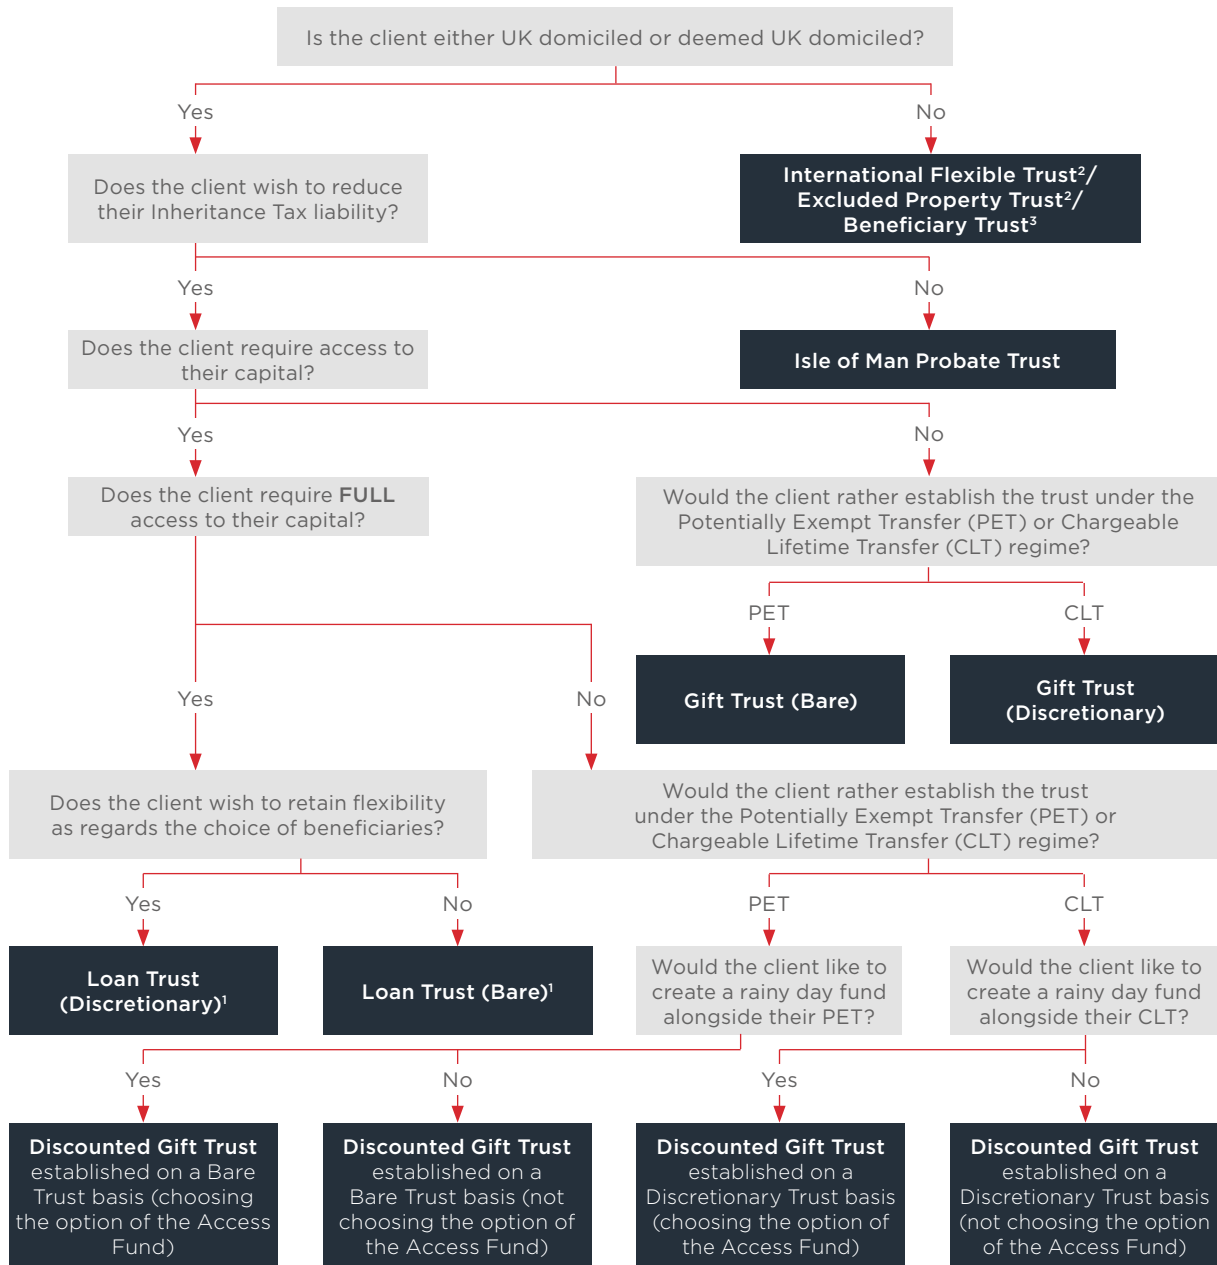 Is the client either UK domiciled or deemed UK domiciled?
Yes
No
Does the client wish to reduce
their Inheritance Tax liability?
International Flexible Trust²/
Excluded Property Trust²/
Beneficiary Trust³
Yes
No
Does the client require access to
their capital?
Isle of Man Probate Trust
Yes
No
Does the client require FULL
access to their capital?
Would the client rather establish the trust under the
Potentially Exempt Transfer (PET) or Chargeable
Lifetime Transfer (CLT) regime?
PET
CLT
Gift Trust (Bare)
Gift Trust
(Discretionary)
Yes
No
Does the client wish to retain flexibility
as regards the choice of beneficiaries?
Would the client rather establish the trust
under the Potentially Exempt Transfer (PET) or
Chargeable Lifetime Transfer (CLT) regime?
Yes
No
PET
CLT
Loan Trust
(Discretionary)¹
Loan Trust (Bare)¹
Would the client like to
create a rainy day fund
alongside their PET?
Would the client like to
create a rainy day fund
alongside their CLT?
Yes
No
Yes
No
Discounted Gift Trust
established on a Bare
Trust basis (choosing
the option of the Access
Fund)
Discounted Gift Trust
established on a
Bare Trust basis (not
choosing the option of
the Access Fund)
Discounted Gift Trust
established on a
Discretionary Trust basis
(choosing the option of
the Access Fund)
Discounted Gift Trust
established on a
Discretionary Trust basis
(not choosing the option
of the Access Fund)